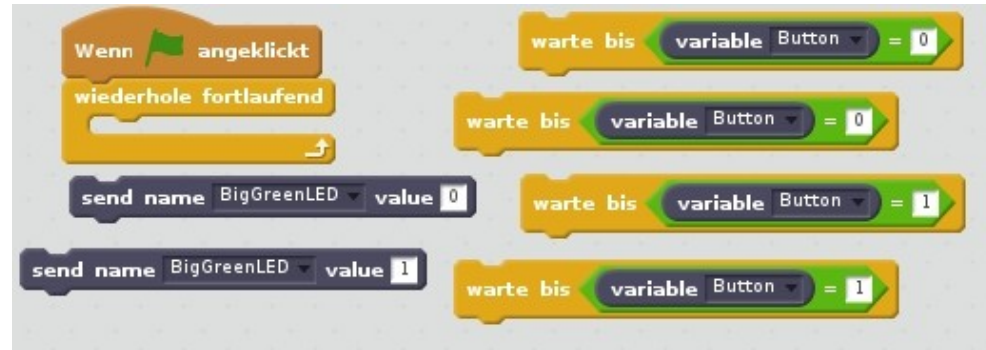 Wenn angeklickt
wiederhole fortlaufend
send name BigGreenLED value 0
send name BigGreenLED value 1
warte bis variable Button = 0
warte bis variable Button = 0
warte bis variable Button = 1
warte bis variable Button = 1